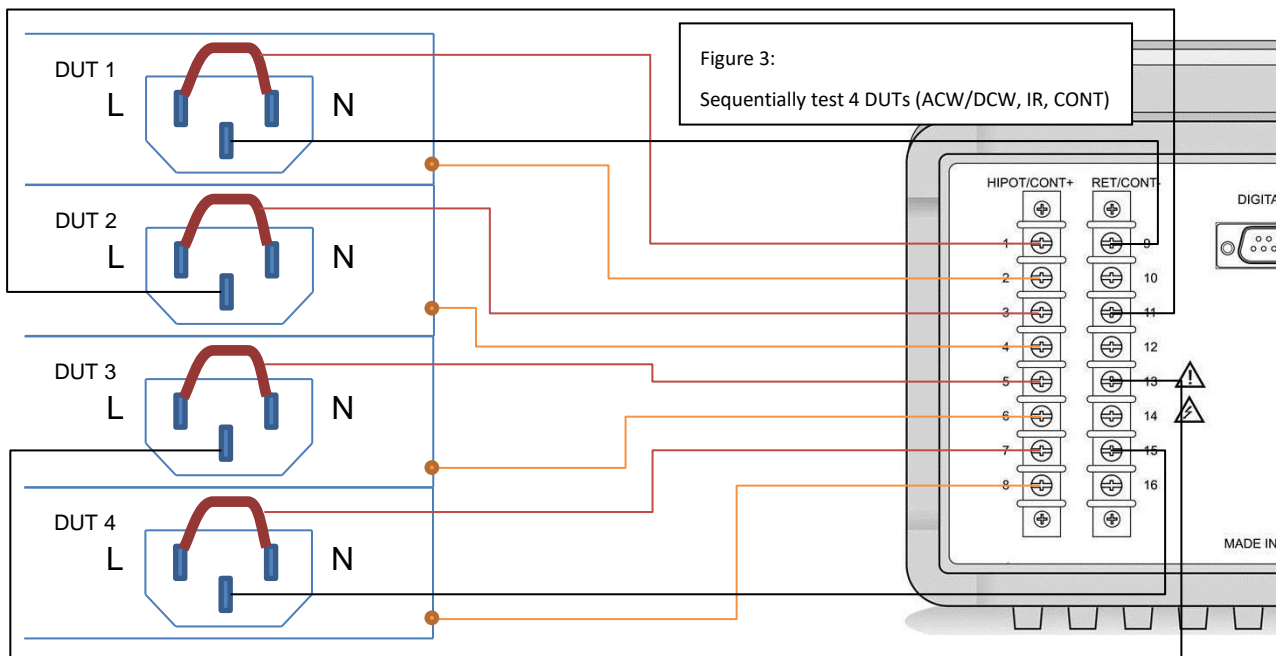 Figure 3:
Sequentially test 4 DUTs (ACW/DCW, IR, CONT)
DUT 1
L N
DUT 2
L N
DUT 3
L N
DUT 4
L N
HIPOT/CONT+ RET/CONT-
1 9
2 10
3 11
4 12
5 13
6 14
7 15
8 16
DIGITA
MADE IN